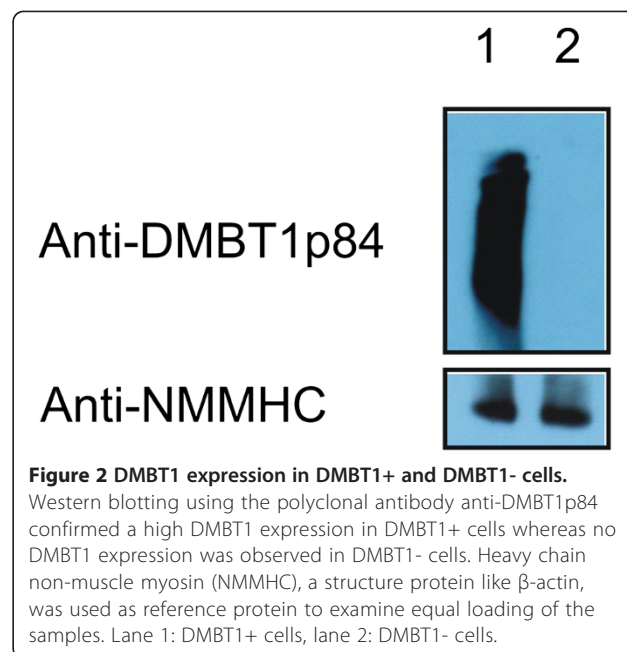 1 2
Anti-DMBT1p84
Anti-NMMHC
Figure 2 DMBT1 expression in DMBT1+ and DMBT1- cells.
Western blotting using the polyclonal antibody anti-DMBT1p84
confirmed a high DMBT1 expression in DMBT1+ cells whereas no
DMBT1 expression was observed in DMBT1- cells. Heavy chain
non-muscle myosin (NMMHC), a structure protein like β-actin,
was used as reference protein to examine equal loading of the
samples. Lane 1: DMBT1+ cells, lane 2: DMBT1- cells.